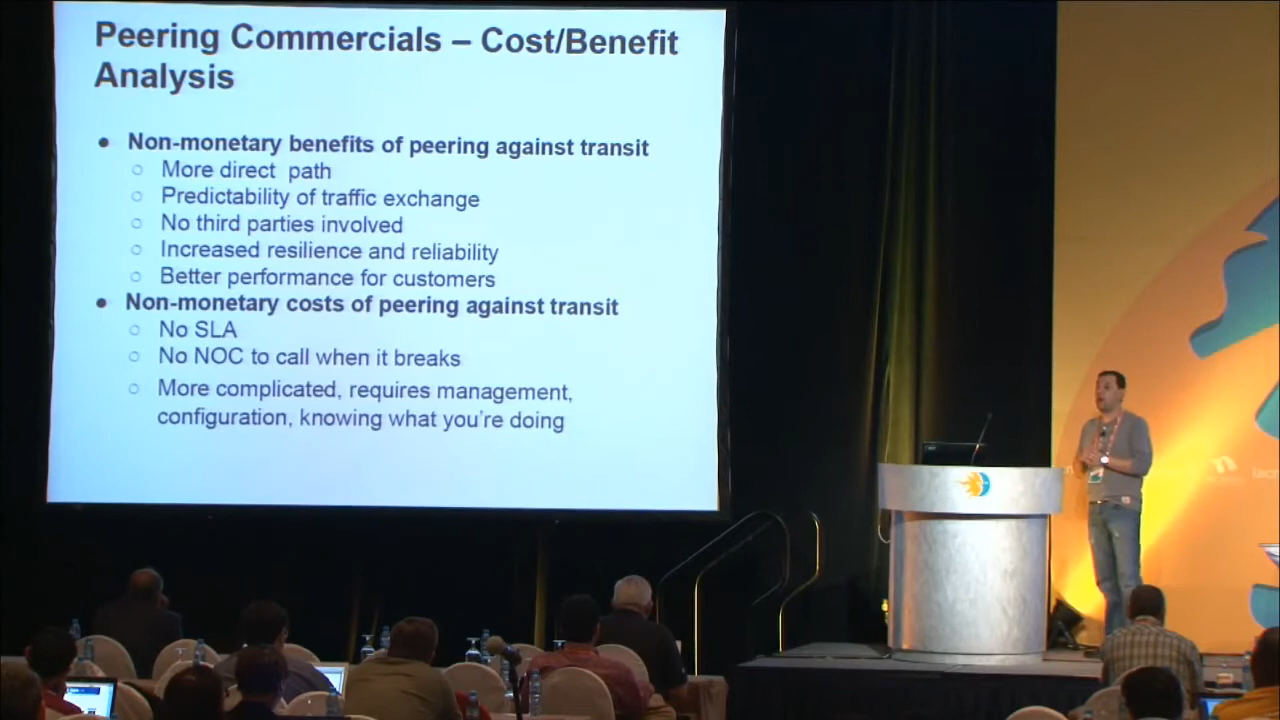 Peering Commercials – Cost/Benefit
Analysis
● Non-monetary benefits of peering against transit
○ More direct path
○ Predictability of traffic exchange
○ No third parties involved
○ Increased resilience and reliability
○ Better performance for customers
● Non-monetary costs of peering against transit
○ No SLA
○ No NOC to call when it breaks
○ More complicated, requires management,
configuration, knowing what you're doing